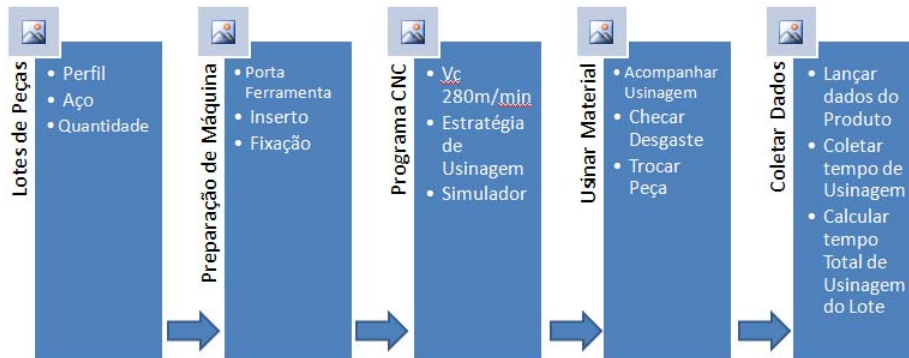 Lotes de Peças
• Perfil
• Aço
• Quantidade
Preparação de Máquina
• Porta
Ferramenta
• Inserto
• Fixação
Programa CNC
• Vc
280m/min
• Estratégia
de
Usinagem
• Simulador
Usinar Material
• Acompanhar
Usinagem
• Checar
Desgaste
• Trocar
Peça
Coletar Dados
• Lançar
dados do
Produto
• Coletar
tempo de
Usinagem
• Calcular
tempo
Total de
Usinagem
do Lote